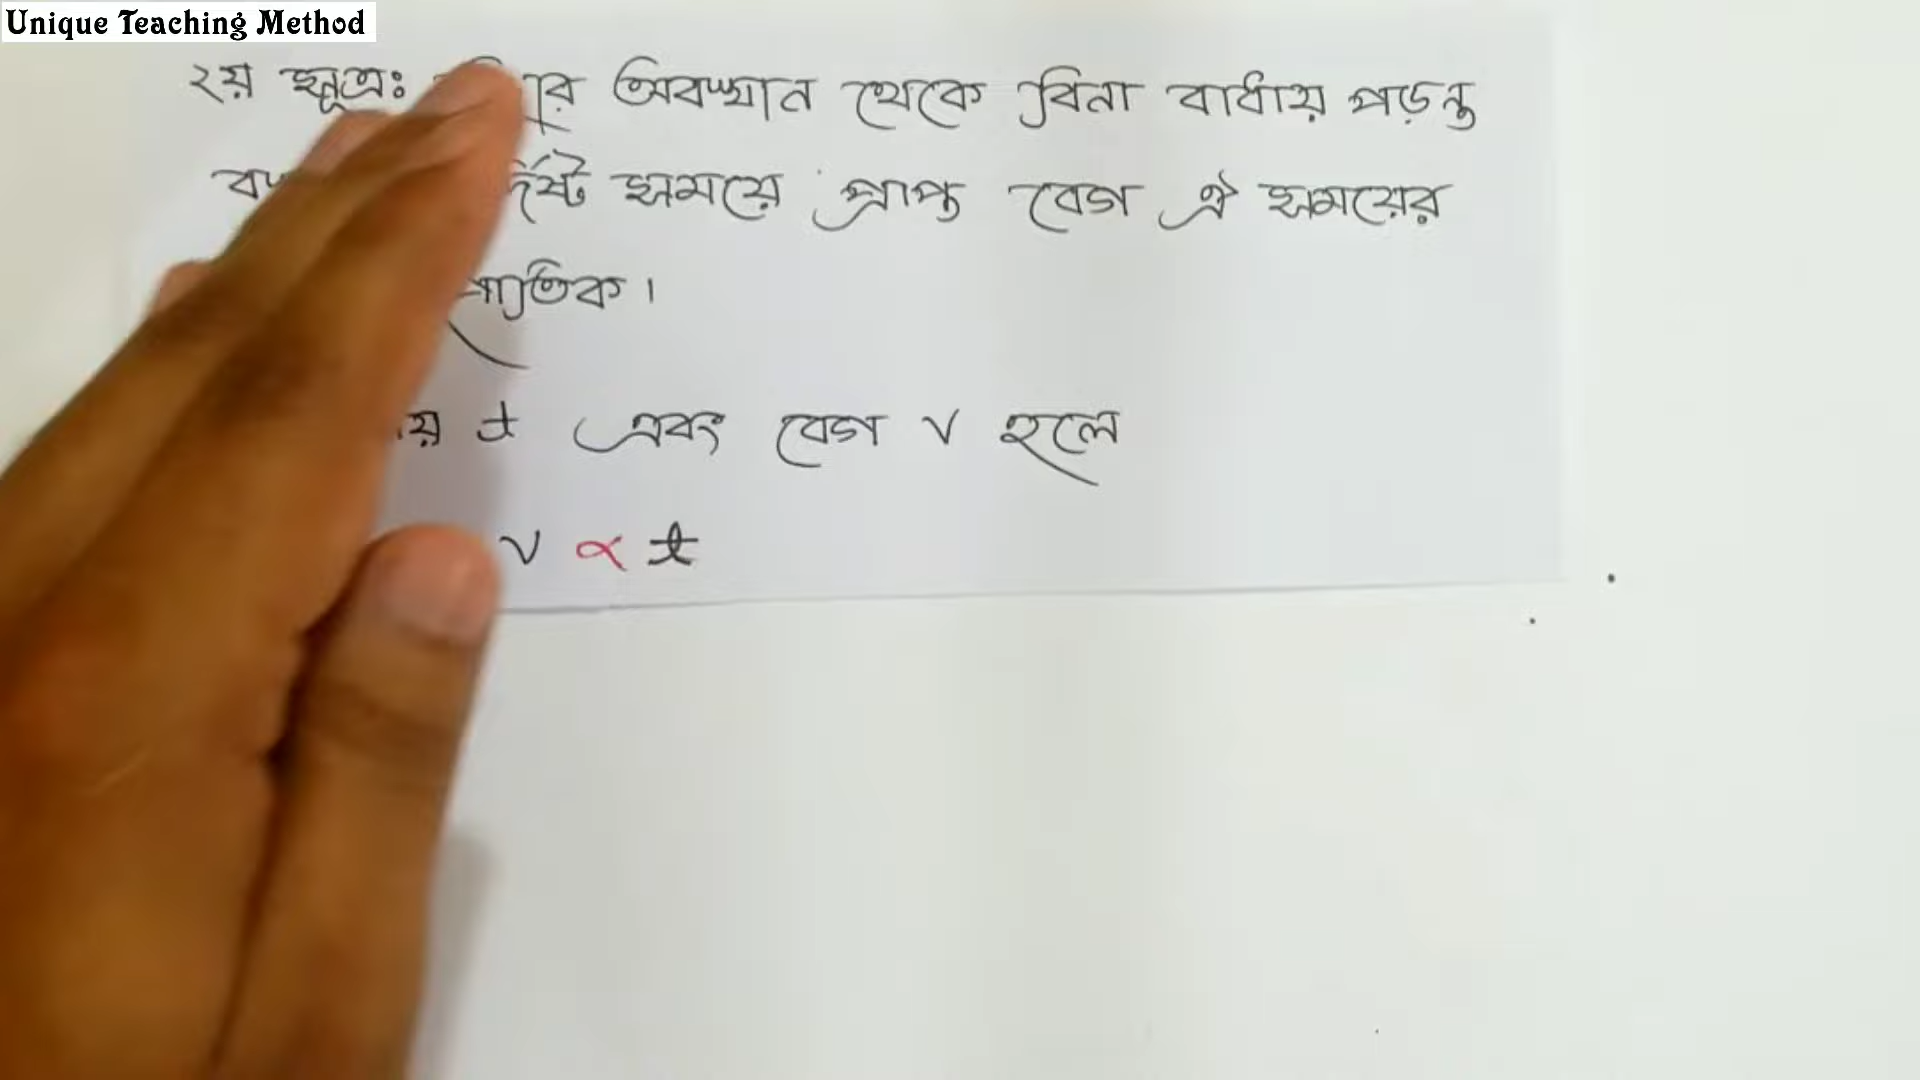 Unique Teaching Method
২য় সূত্রঃ অবস্থান থেকে বিনা বাধায় পড়ন্ত
সময়ে প্রাপ্ত বেগ ঐ সময়ের
t এবং বেগ v হলে
v ∝ t